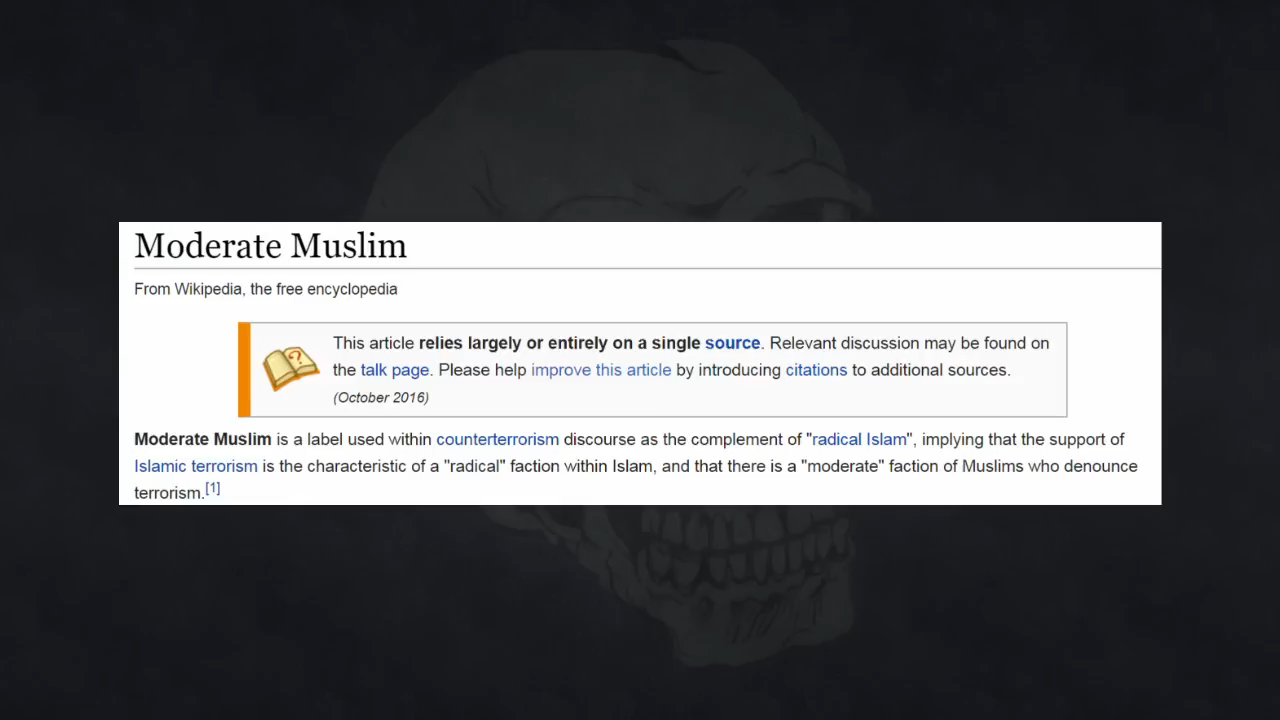 Moderate Muslim
From Wikipedia, the free encyclopedia
This article relies largely or entirely on a single source. Relevant discussion may be found on
the talk page. Please help improve this article by introducing citations to additional sources.
(October 2016)
Moderate Muslim is a label used within counterterrorism discourse as the complement of "radical Islam", implying that the support of
Islamic terrorism is the characteristic of a "radical" faction within Islam, and that there is a "moderate" faction of Muslims who denounce
terrorism.[1]